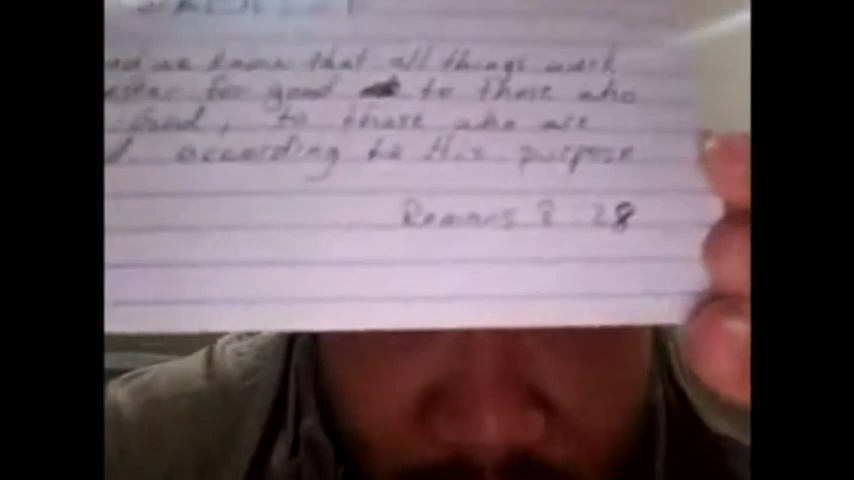 we know that all things work
for good to those who
God, to those who are
according to His purpose
Romans 8:28